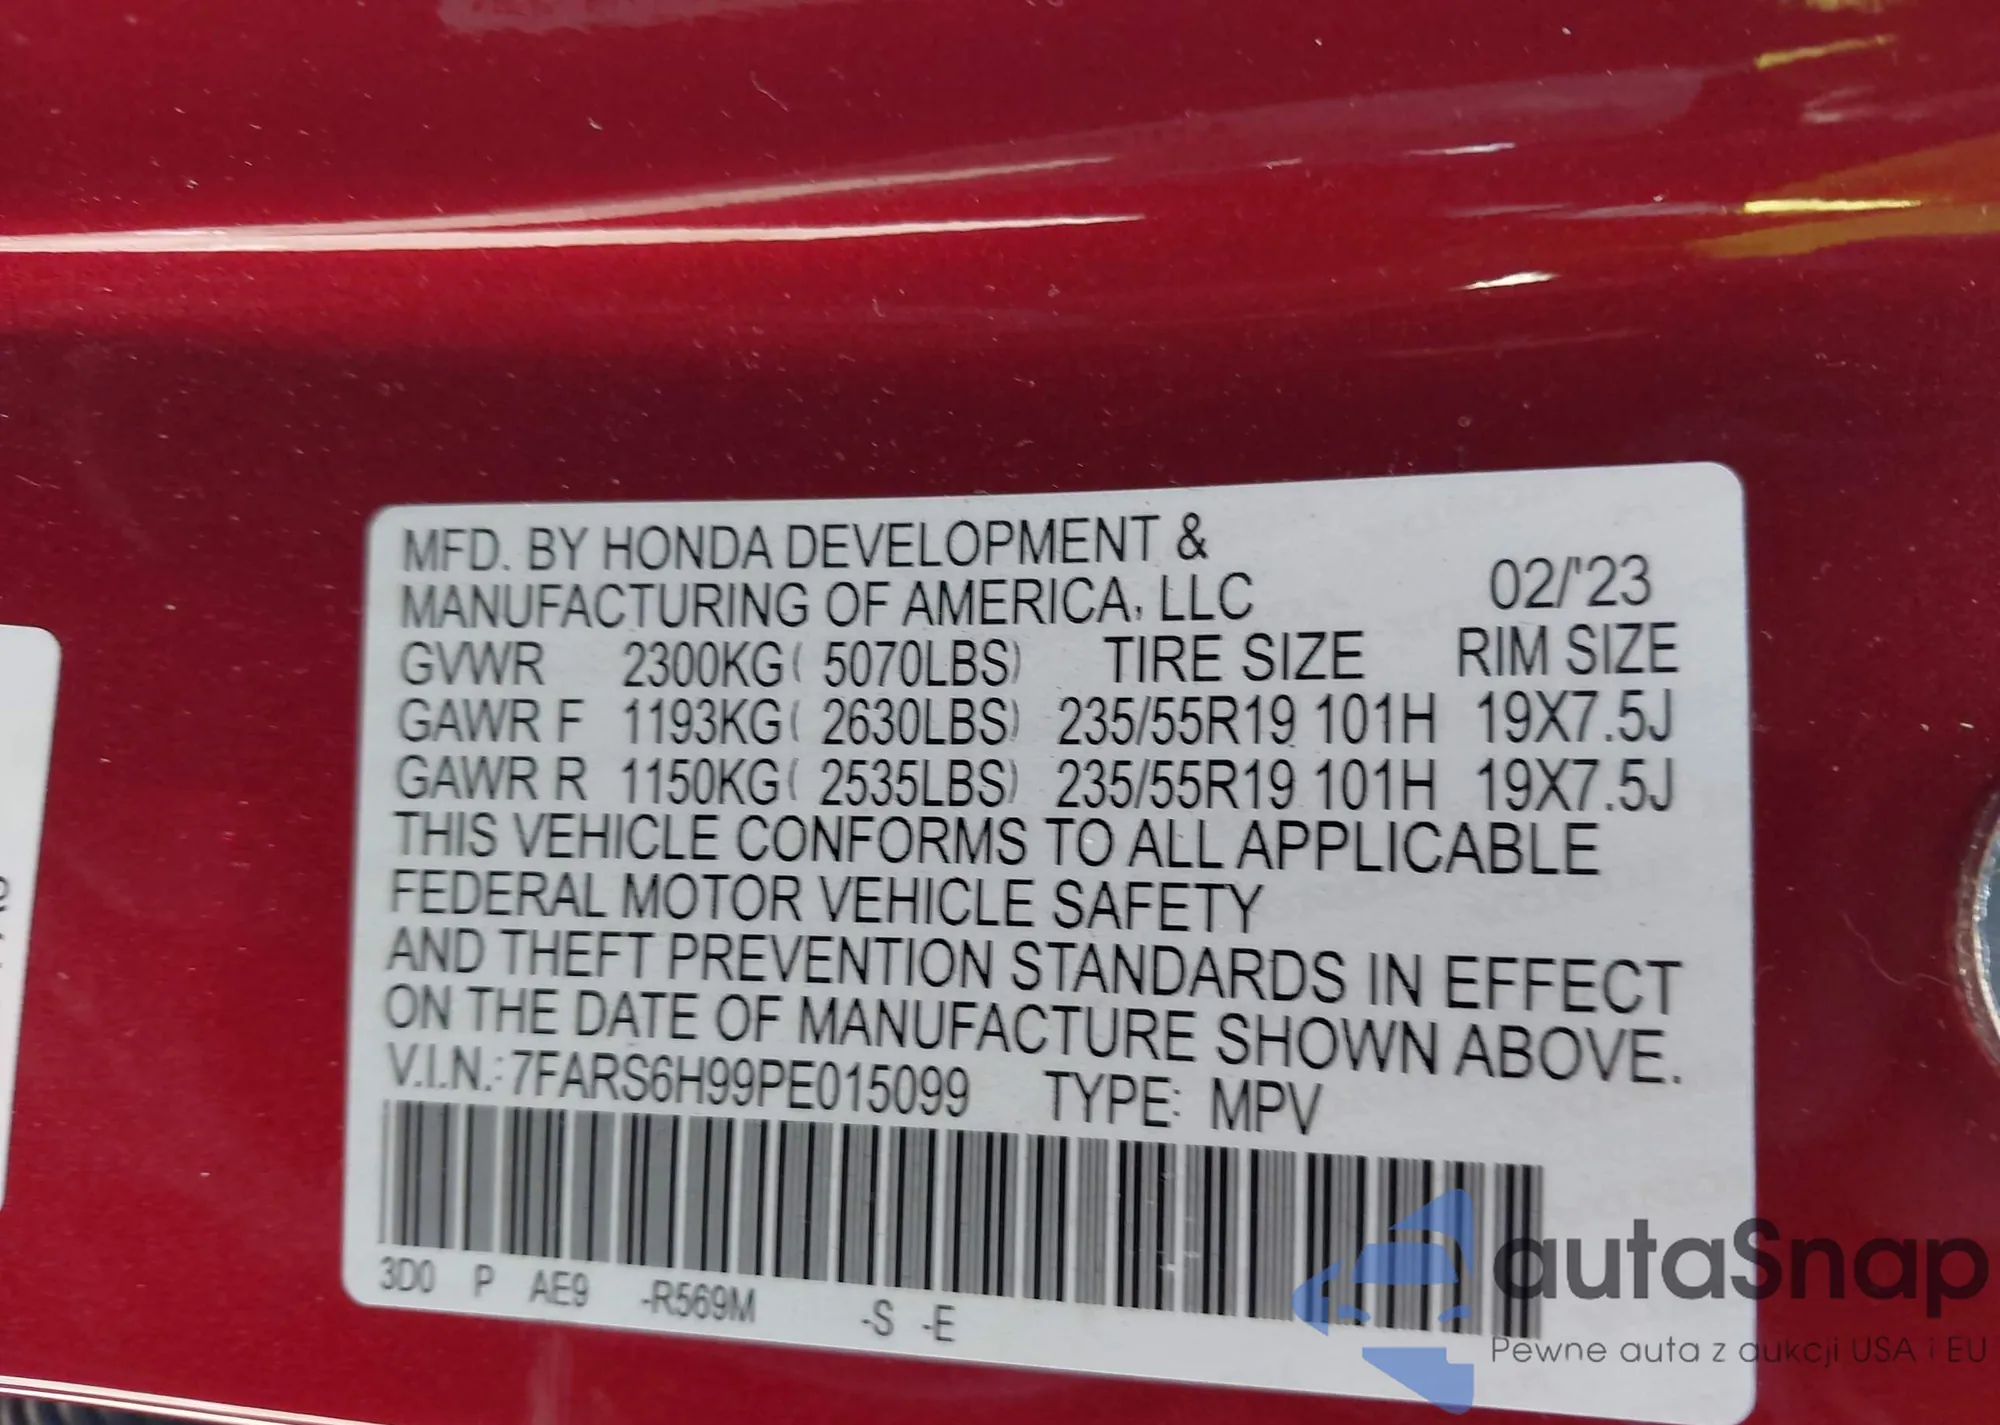 MFD. BY HONDA DEVELOPMENT &
MANUFACTURING OF AMERICA, LLC 02/'23
GVWR 2300KG( 5070LBS) TIRE SIZE RIM SIZE
GAWR F 1193KG( 2630LBS) 235/55R19 101H 19X7.5J
GAWR R 1150KG( 2535LBS) 235/55R19 101H 19X7.5J
THIS VEHICLE CONFORMS TO ALL APPLICABLE
FEDERAL MOTOR VEHICLE SAFETY
AND THEFT PREVENTION STANDARDS IN EFFECT
ON THE DATE OF MANUFACTURE SHOWN ABOVE.
V.I.N.: 7FARS6H99PE015099 TYPE: MPV
3D0 P AE9 -R569M -S -E
autaSnap
Pewne auta z aukcji USA i EU